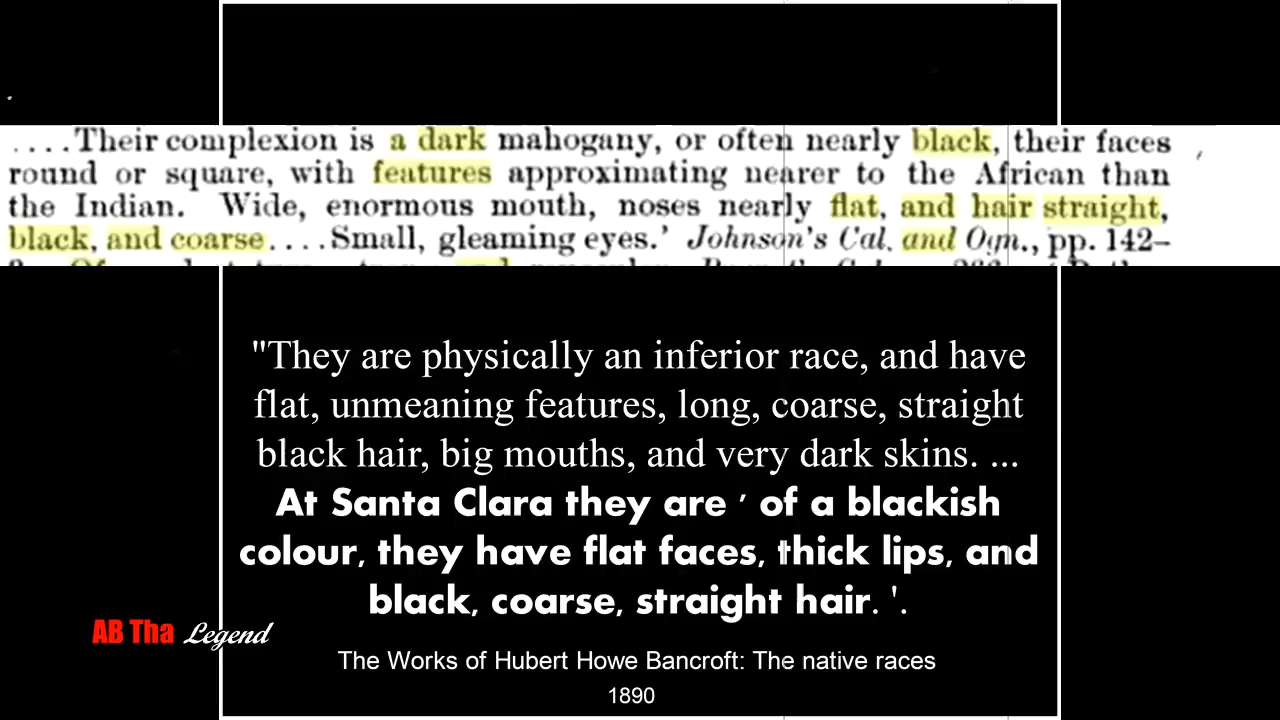 ....Their complexion is a dark mahogany, or often nearly black, their faces
round or square, with features approximating nearer to the African than
the Indian. Wide, enormous mouth, noses nearly flat, and hair straight,
black, and coarse....Small, gleaming eyes.' Johnson's Cal. and Ogn., pp. 142–
"They are physically an inferior race, and have
flat, unmeaning features, long, coarse, straight
black hair, big mouths, and very dark skins. ...
At Santa Clara they are ' of a blackish
colour, they have flat faces, thick lips, and
black, coarse, straight hair. '.
AB Tha Legend
The Works of Hubert Howe Bancroft: The native races
1890